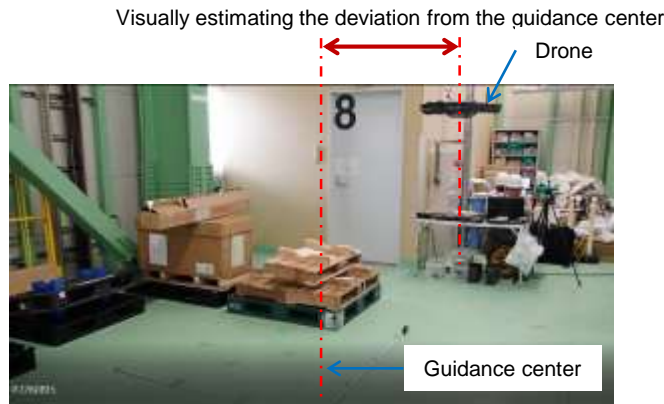 Visually estimating the deviation from the guidance center
Drone
8
Guidance center